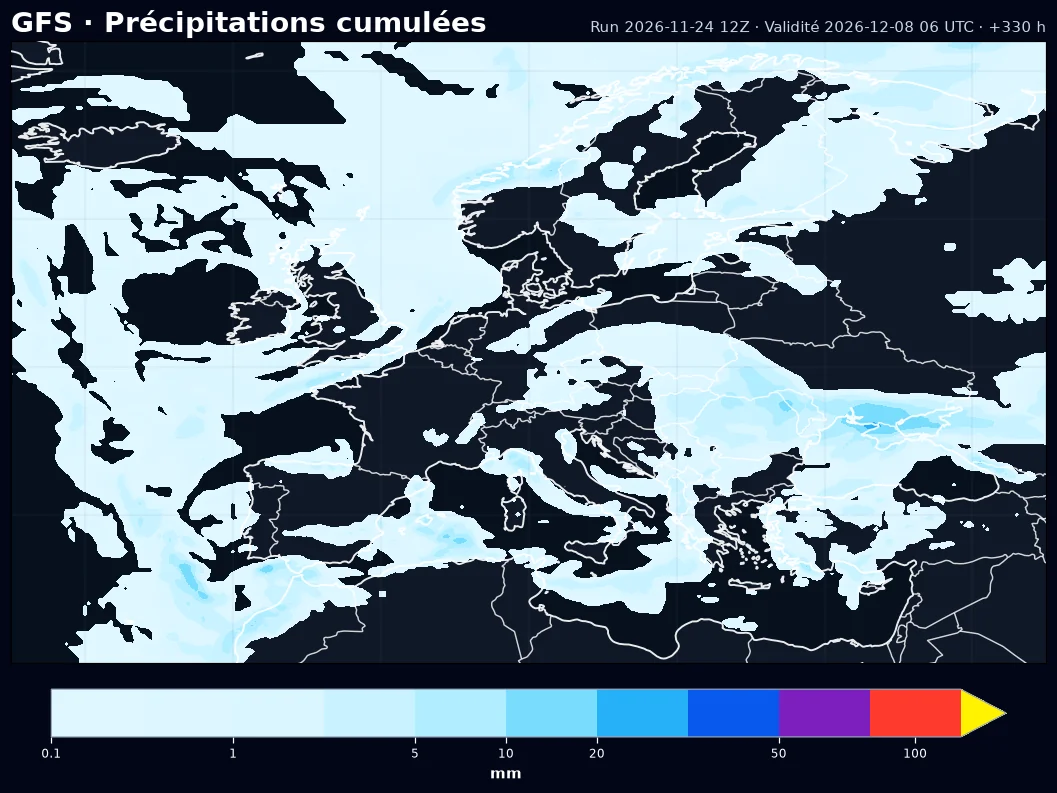 GFS · Précipitations cumulées
Run 2026-11-24 12Z · Validité 2026-12-08 06 UTC · +330 h
0.1 1 5 10 20 50 100
mm